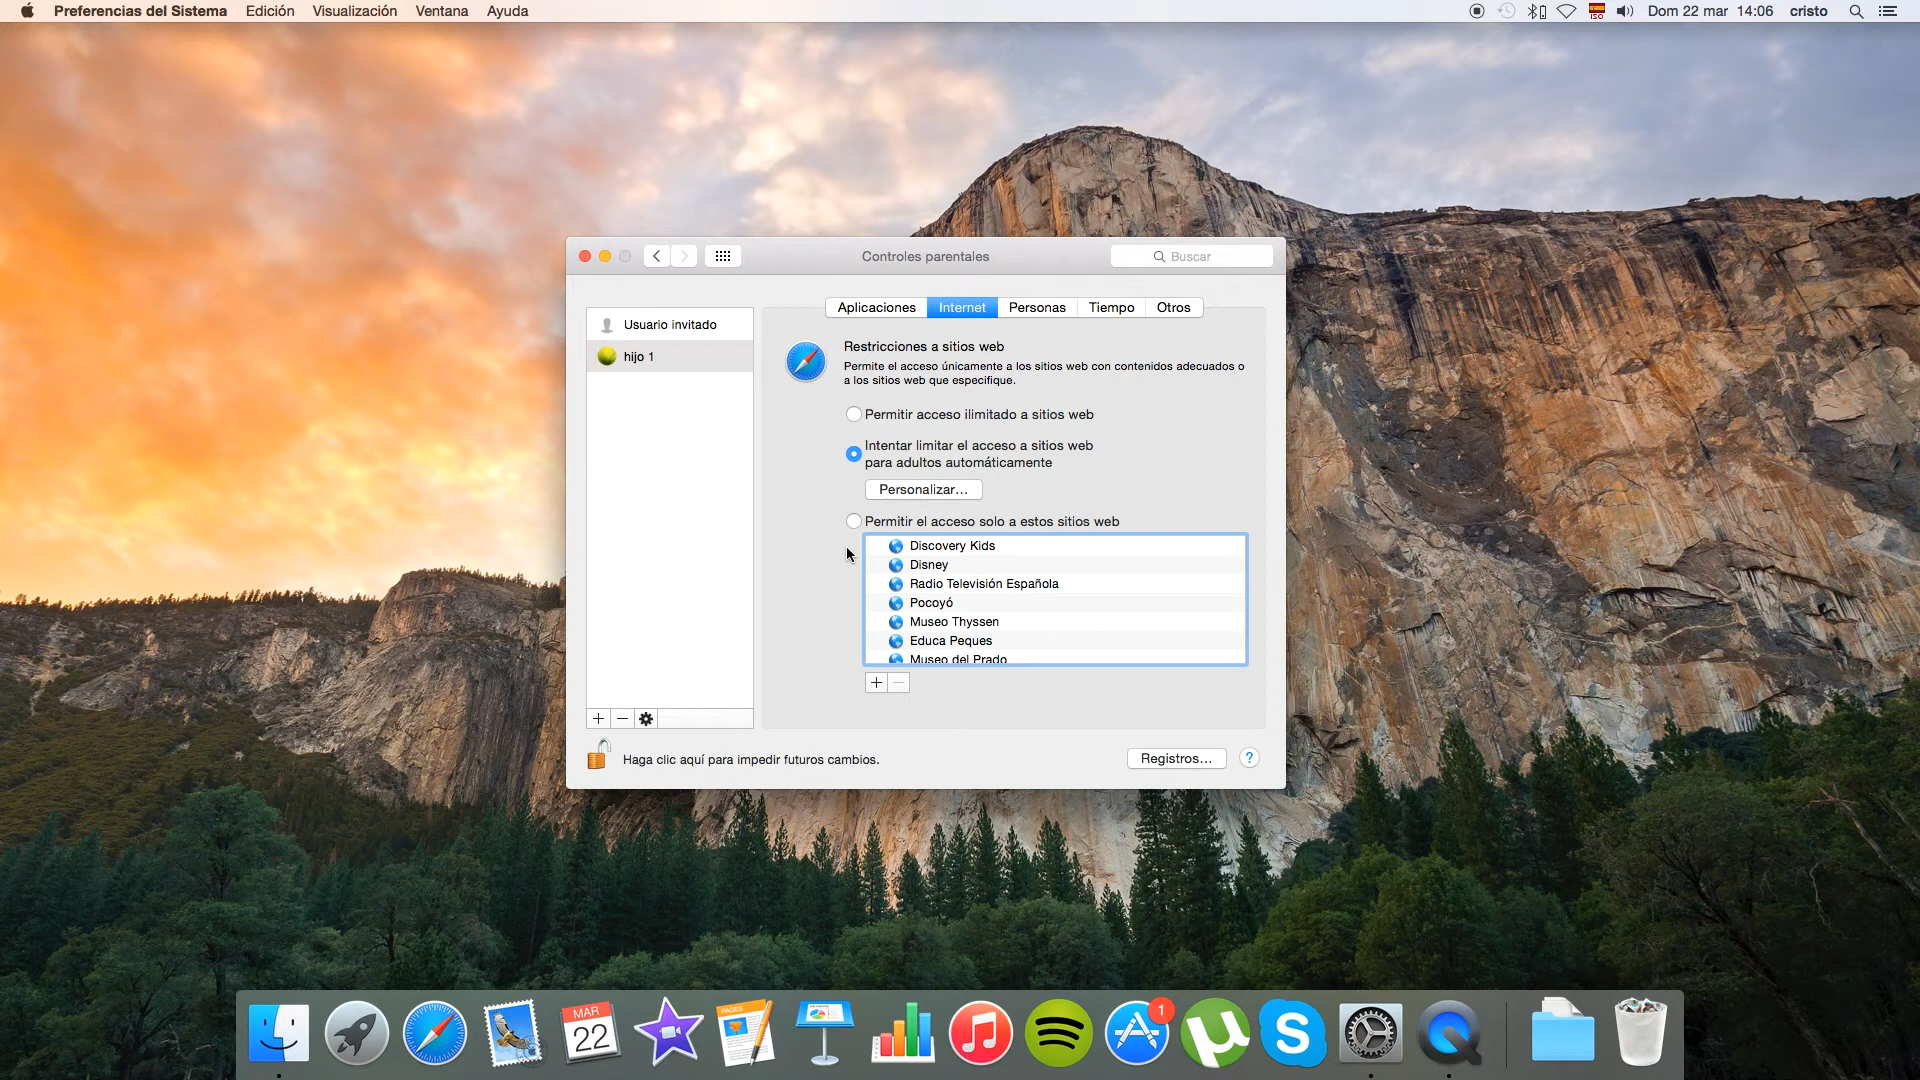 Preferencias del Sistema Edición Visualización Ventana Ayuda
ISO Dom 22 mar 14:06 cristo
Controles parentales
Buscar
Aplicaciones Internet Personas Tiempo Otros
Usuario invitado
hijo 1
Restricciones a sitios web
Permite el acceso únicamente a los sitios web con contenidos adecuados o
a los sitios web que especifique.
Permitir acceso ilimitado a sitios web
Intentar limitar el acceso a sitios web
para adultos automáticamente
Personalizar...
Permitir el acceso solo a estos sitios web
Discovery Kids
Disney
Radio Televisión Española
Pocoyó
Museo Thyssen
Educa Peques
Museo del Prado
Haga clic aquí para impedir futuros cambios.
Registros...
?
MAR
22
PAGES
1